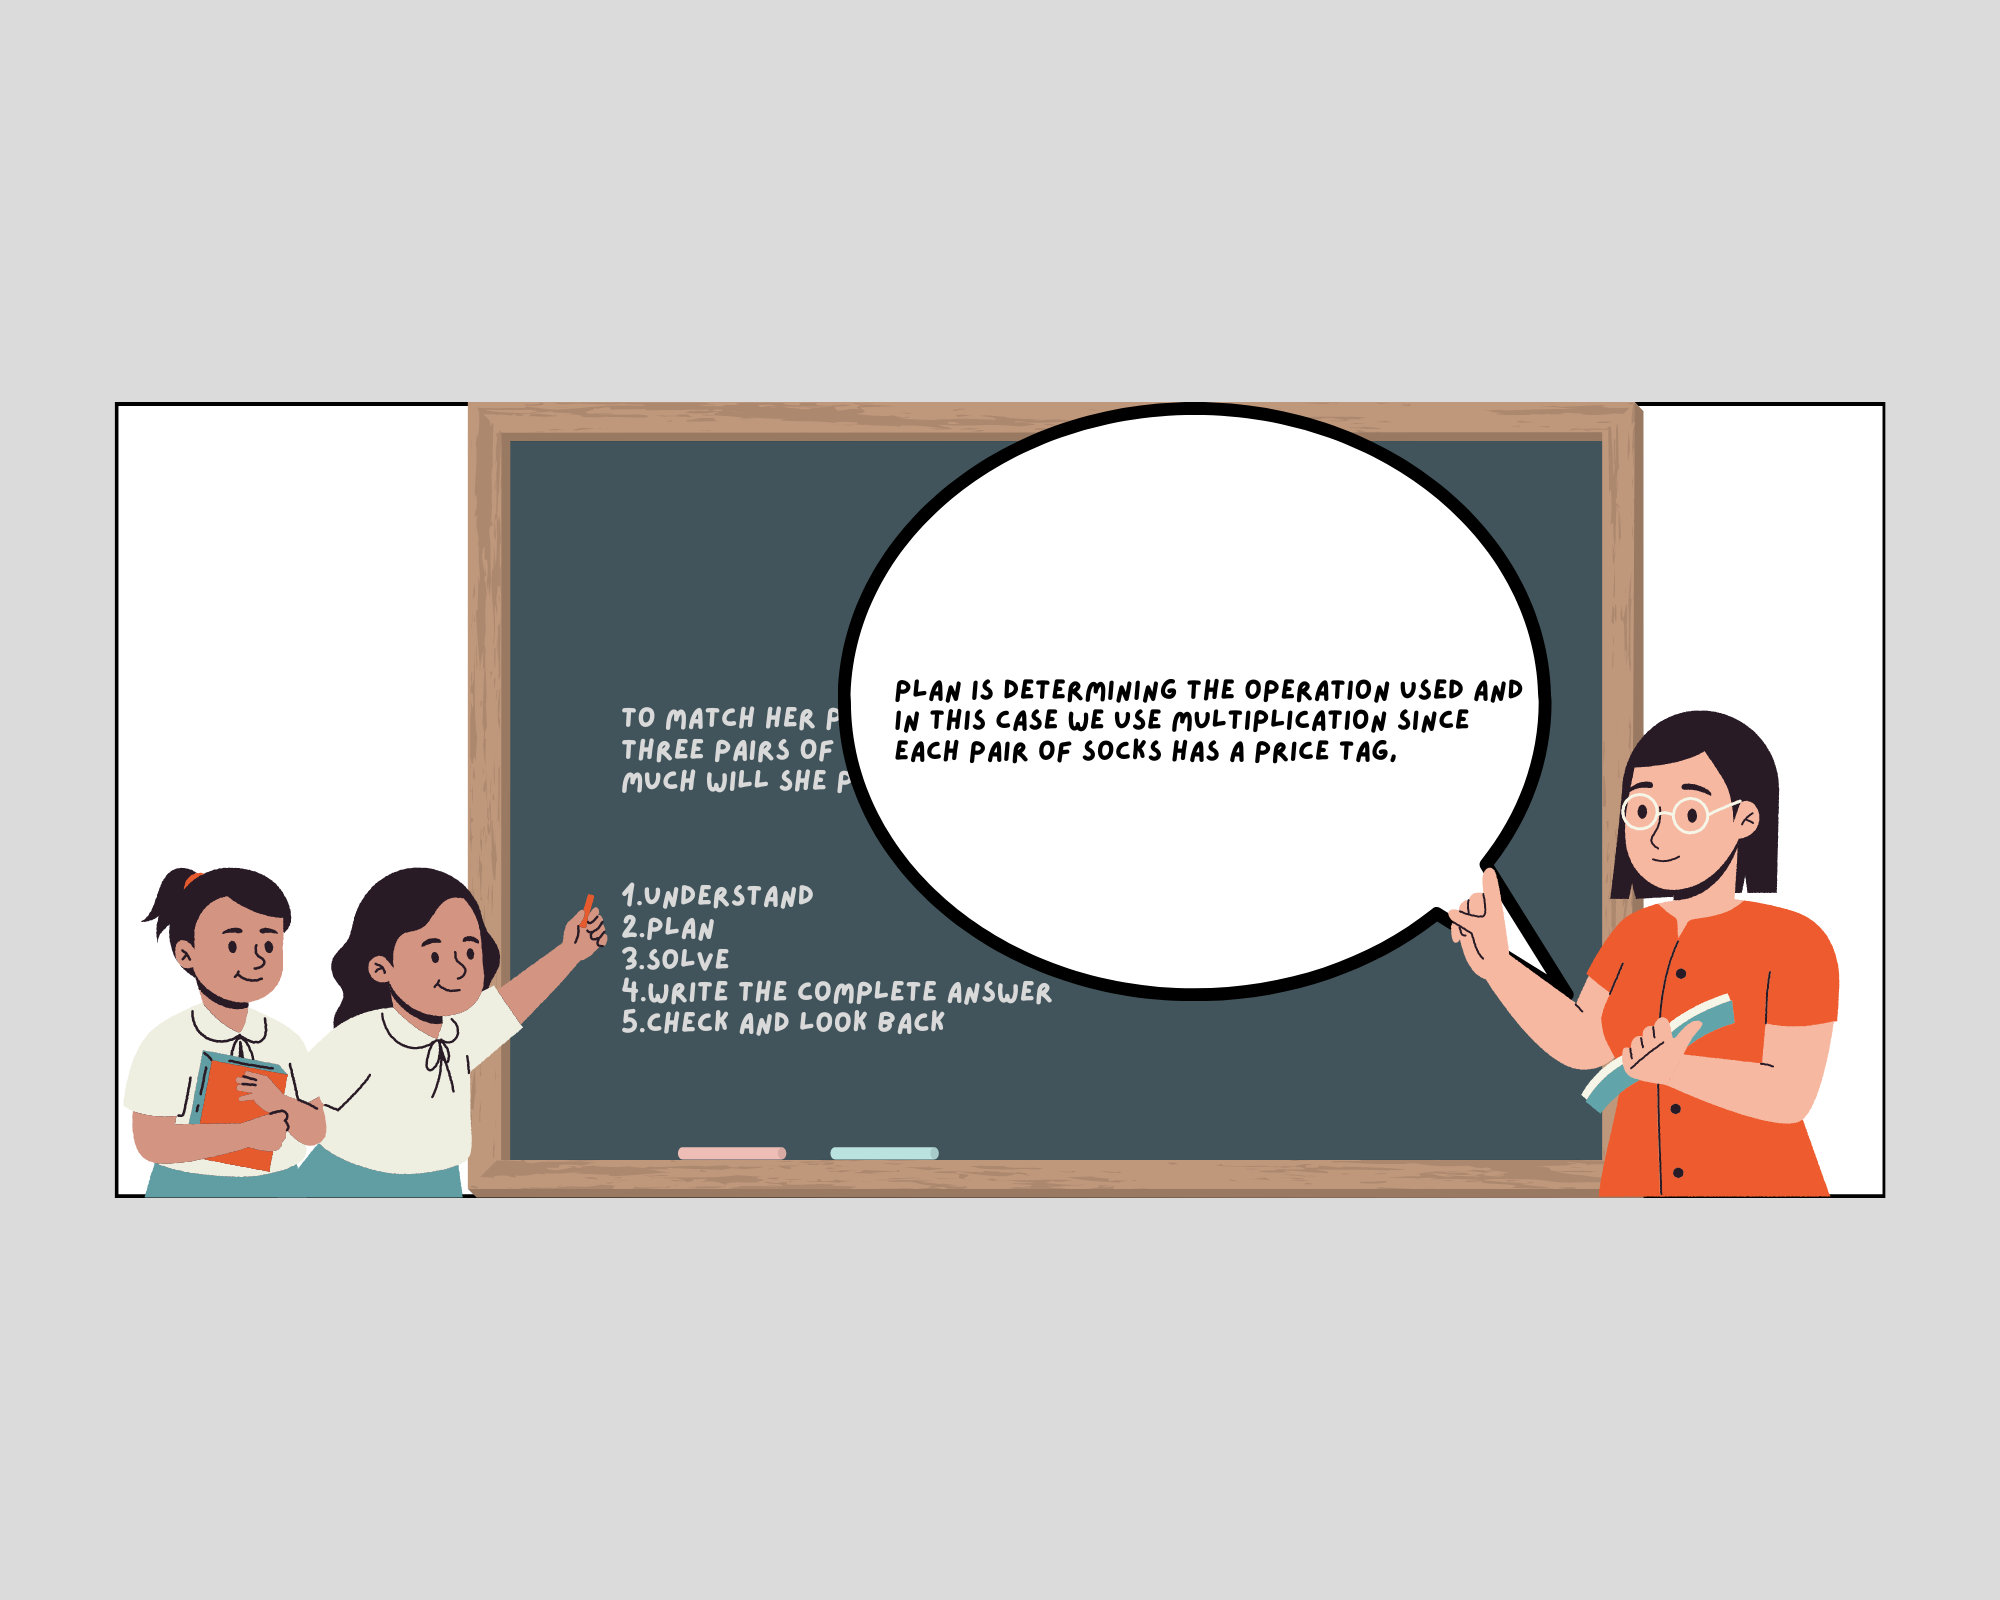 TO MATCH HER
THREE PAIRS OF
MUCH WILL SHE
PLAN IS DETERMINING THE OPERATION USED AND
IN THIS CASE WE USE MULTIPLICATION SINCE
EACH PAIR OF SOCKS HAS A PRICE TAG,
1.UNDERSTAND
2.PLAN
3.SOLVE
4.WRITE THE COMPLETE ANSWER
5.CHECK AND LOOK BACK